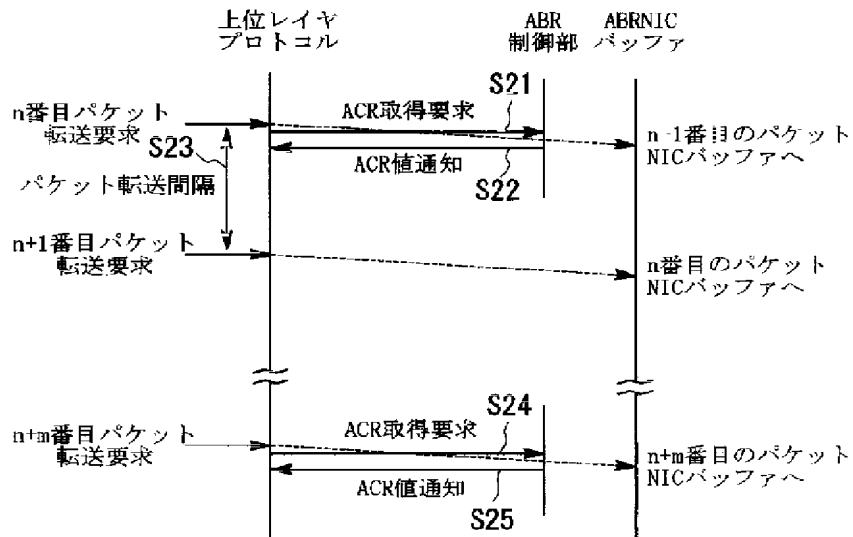 上位レイヤ
プロトコル
ABR
制御部
ABRNIC
バッファ
n番目パケット
転送要求
ACR取得要求
S21
n-1番目のパケット
NICバッファへ
S23
ACR値通知
S22
パケット転送間隔
n+1番目パケット
転送要求
n番目のパケット
NICバッファへ
n+m番目パケット
転送要求
ACR取得要求
S24
n+m番目のパケット
NICバッファへ
ACR値通知
S25